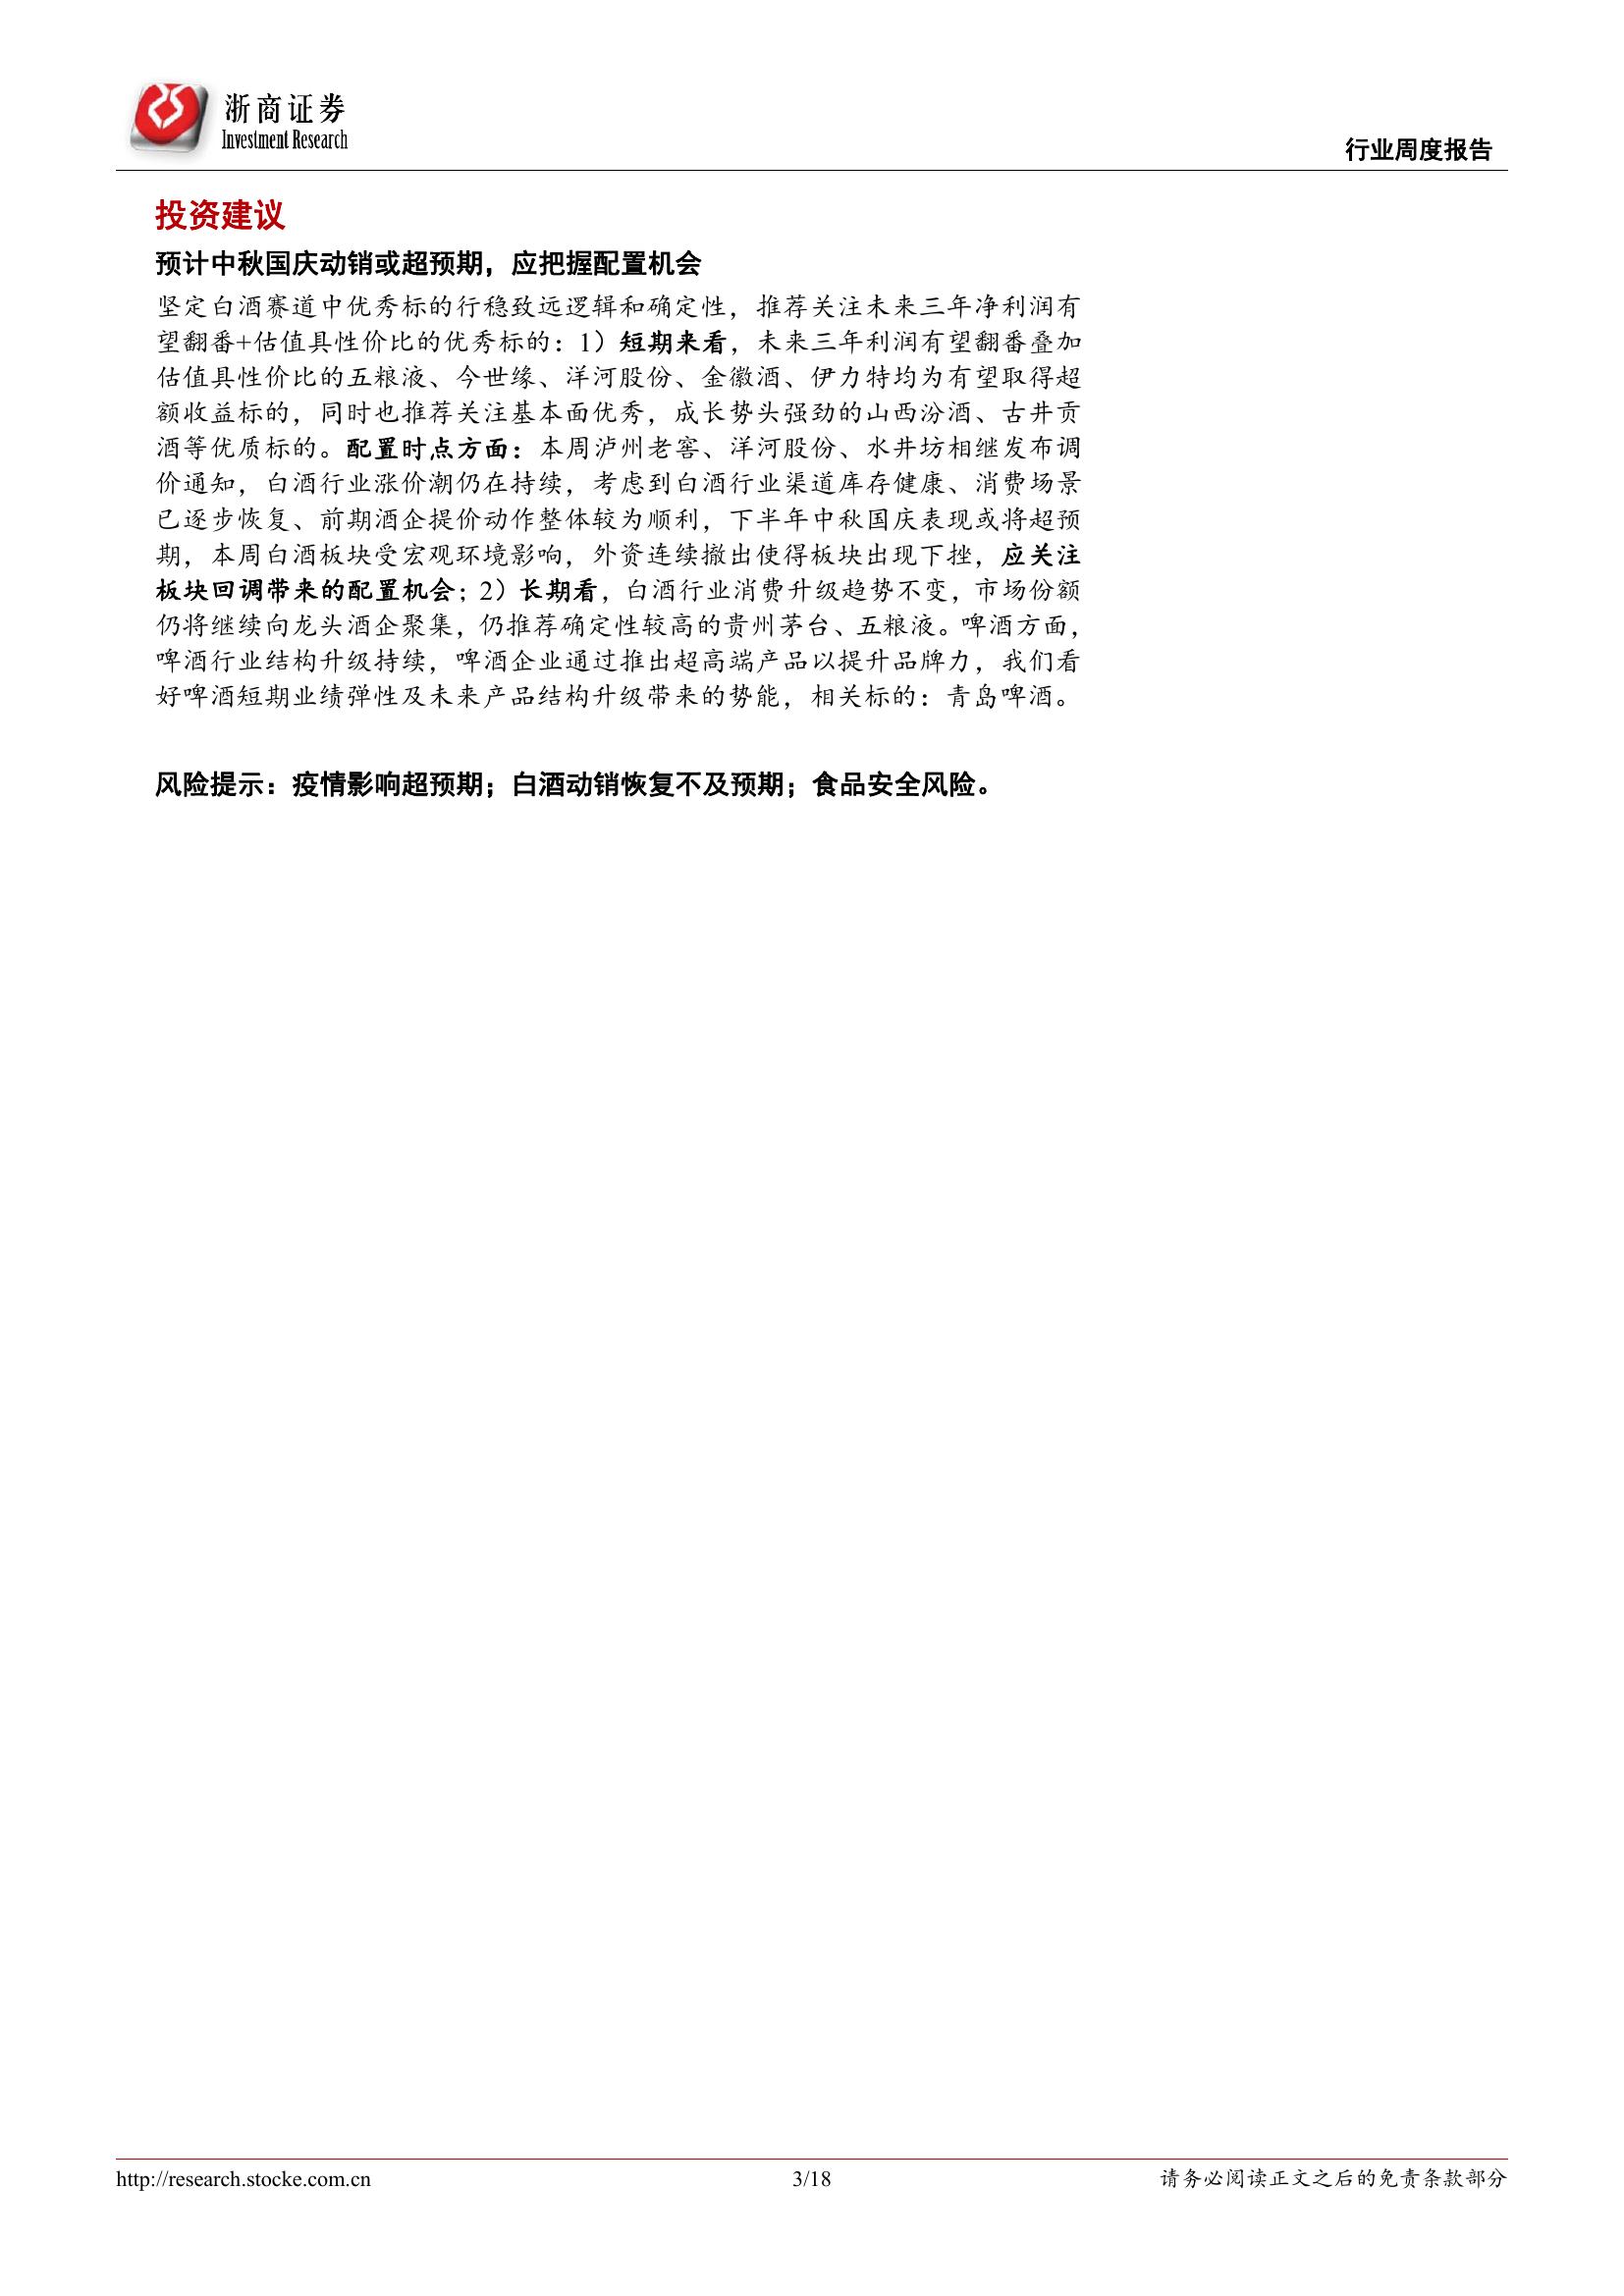 浙商证券
Investment Research
行业周度报告
投资建议
预计中秋国庆动销或超预期，应把握配置机会
坚定白酒赛道中优秀标的行稳致远逻辑和确定性，推荐关注未来三年净利润有
望翻番+估值具性价比的优秀标的：1）短期来看，未来三年利润有望翻番叠加
估值具性价比的五粮液、今世缘、洋河股份、金徽酒、伊力特均为有望取得超
额收益标的，同时也推荐关注基本面优秀，成长势头强劲的山西汾酒、古井贡
酒等优质标的。配置时点方面：本周泸州老窖、洋河股份、水井坊相继发布调
价通知，白酒行业涨价潮仍在持续，考虑到白酒行业渠道库存健康、消费场景
已逐步恢复、前期酒企提价动作整体较为顺利，下半年中秋国庆表现或将超预
期，本周白酒板块受宏观环境影响，外资连续撤出使得板块出现下挫，应关注
板块回调带来的配置机会；2）长期看，白酒行业消费升级趋势不变，市场份额
仍将继续向龙头酒企聚集，仍推荐确定性较高的贵州茅台、五粮液。啤酒方面，
啤酒行业结构升级持续，啤酒企业通过推出超高端产品以提升品牌力，我们看
好啤酒短期业绩弹性及未来产品结构升级带来的势能，相关标的：青岛啤酒。
风险提示：疫情影响超预期；白酒动销恢复不及预期；食品安全风险。
http://research.stocke.com.cn
3/18
请务必阅读正文之后的免责条款部分